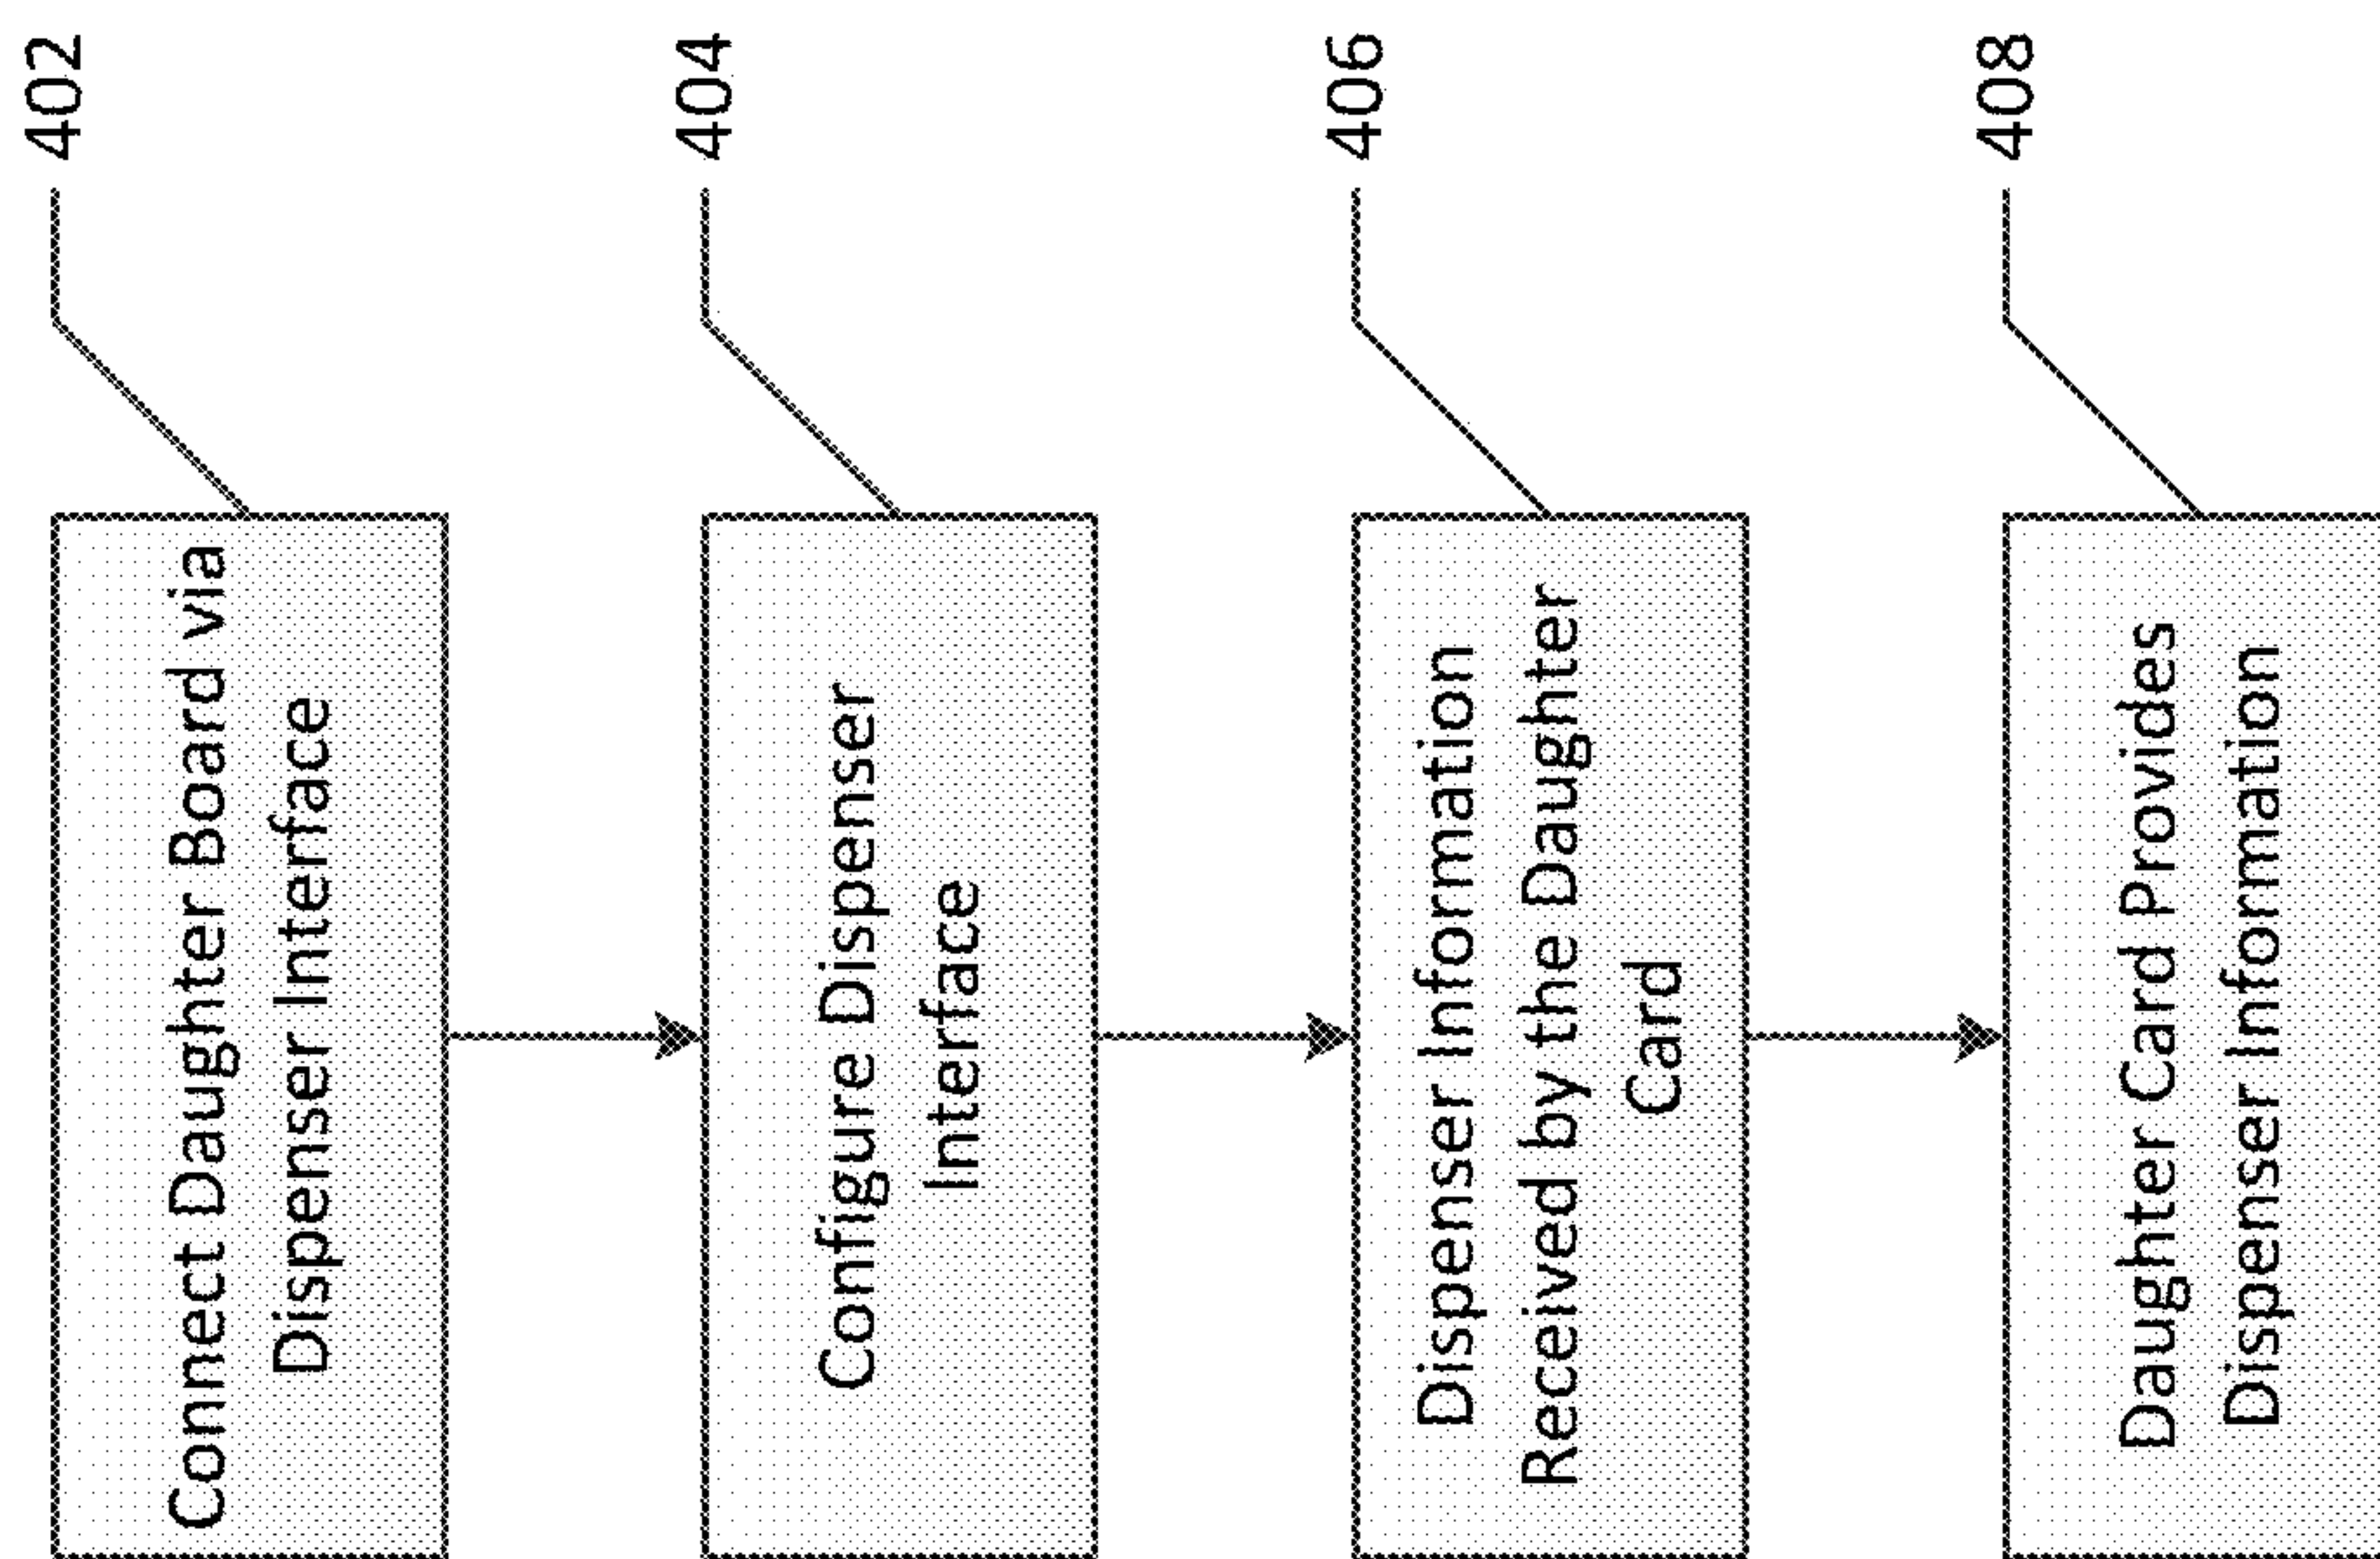 402
Connect Daughter Board via
Dispenser Interface
404
Configure Dispenser
Interface
406
Dispenser Information
Received by the Daughter
Card
408
Daughter Card Provides
Dispenser Information